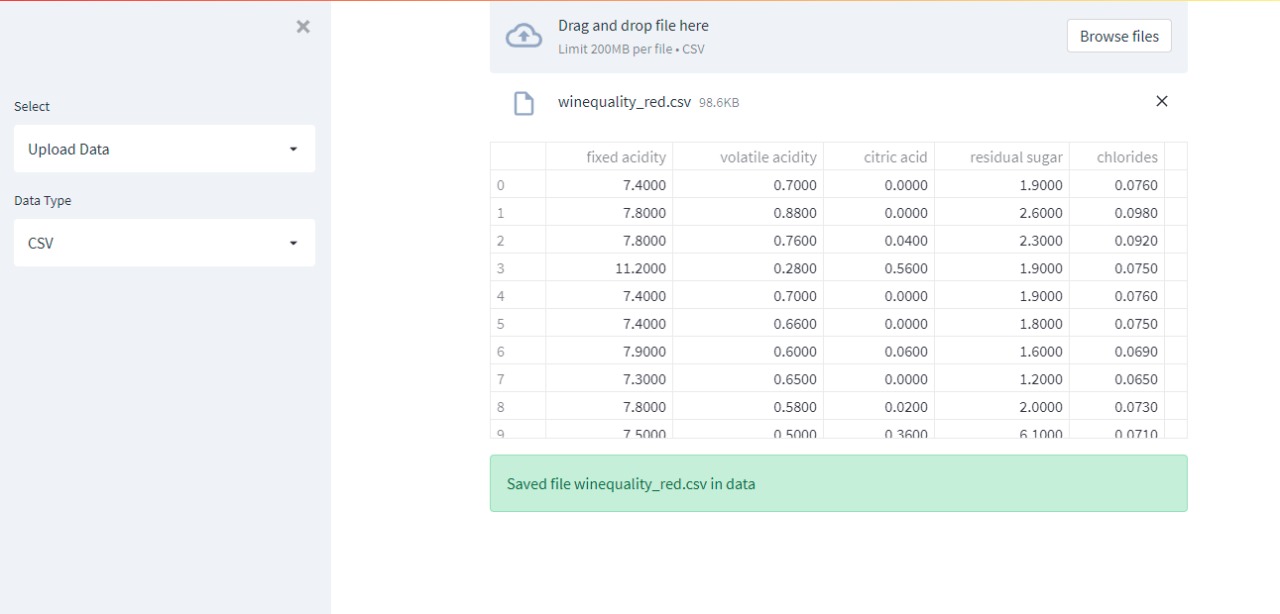 Select
Upload Data
Data Type
CSV
Drag and drop file here
Limit 200MB per file • CSV
Browse files
winequality_red.csv 98.6KB
fixed acidity volatile acidity citric acid residual sugar chlorides
0 7.4000 0.7000 0.0000 1.9000 0.0760
1 7.8000 0.8800 0.0000 2.6000 0.0980
2 7.8000 0.7600 0.0400 2.3000 0.0920
3 11.2000 0.2800 0.5600 1.9000 0.0750
4 7.4000 0.7000 0.0000 1.9000 0.0760
5 7.4000 0.6600 0.0000 1.8000 0.0750
6 7.9000 0.6000 0.0600 1.6000 0.0690
7 7.3000 0.6500 0.0000 1.2000 0.0650
8 7.8000 0.5800 0.0200 2.0000 0.0730
9 7.5000 0.5000 0.3600 6.1000 0.0710
Saved file winequality_red.csv in data